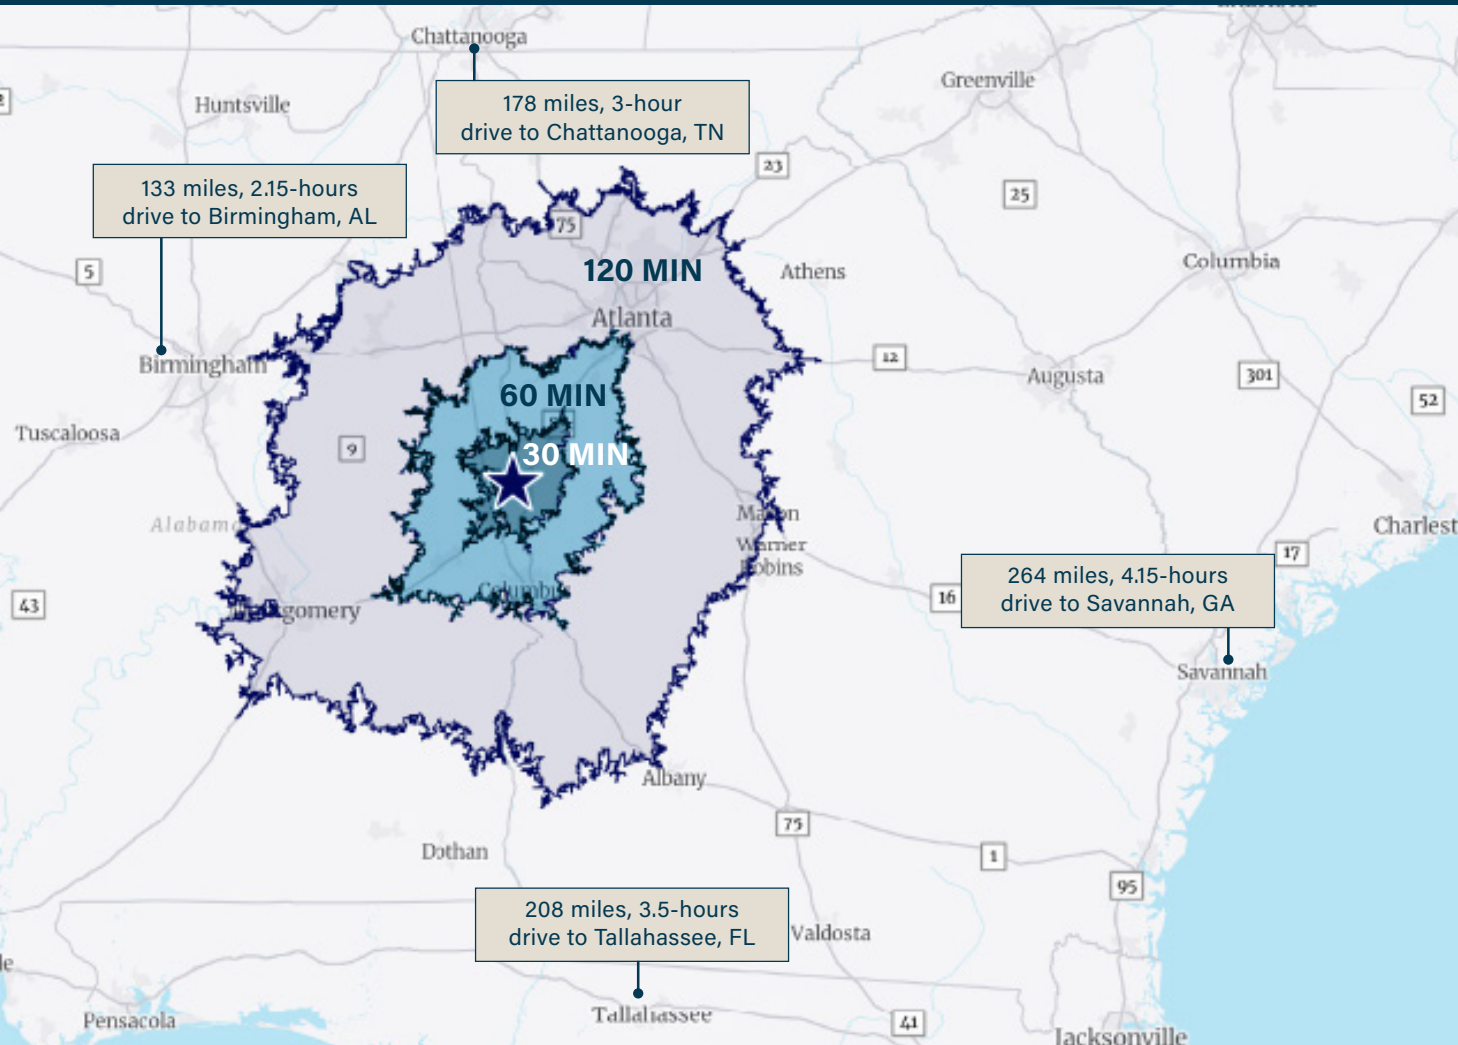 Chattanooga
Greenville
Huntsville
178 miles, 3-hour
drive to Chattanooga, TN
23
25
133 miles, 2.15-hours
drive to Birmingham, AL
75
120 MIN
Athens
5
Columbia
Atlanta
Birmingham
12
Augusta
301
60 MIN
52
Tuscaloosa
9
30 MIN
Macon
Alabama
Charlest
Warner
Robins
17
264 miles, 4.15-hours
drive to Savannah, GA
16
43
Columbus
Montgomery
Savannah
Albany
75
Dothan
1
95
208 miles, 3.5-hours
drive to Tallahassee, FL
Valdosta
le
Tallahassee
Pensacola
41
Jacksonville